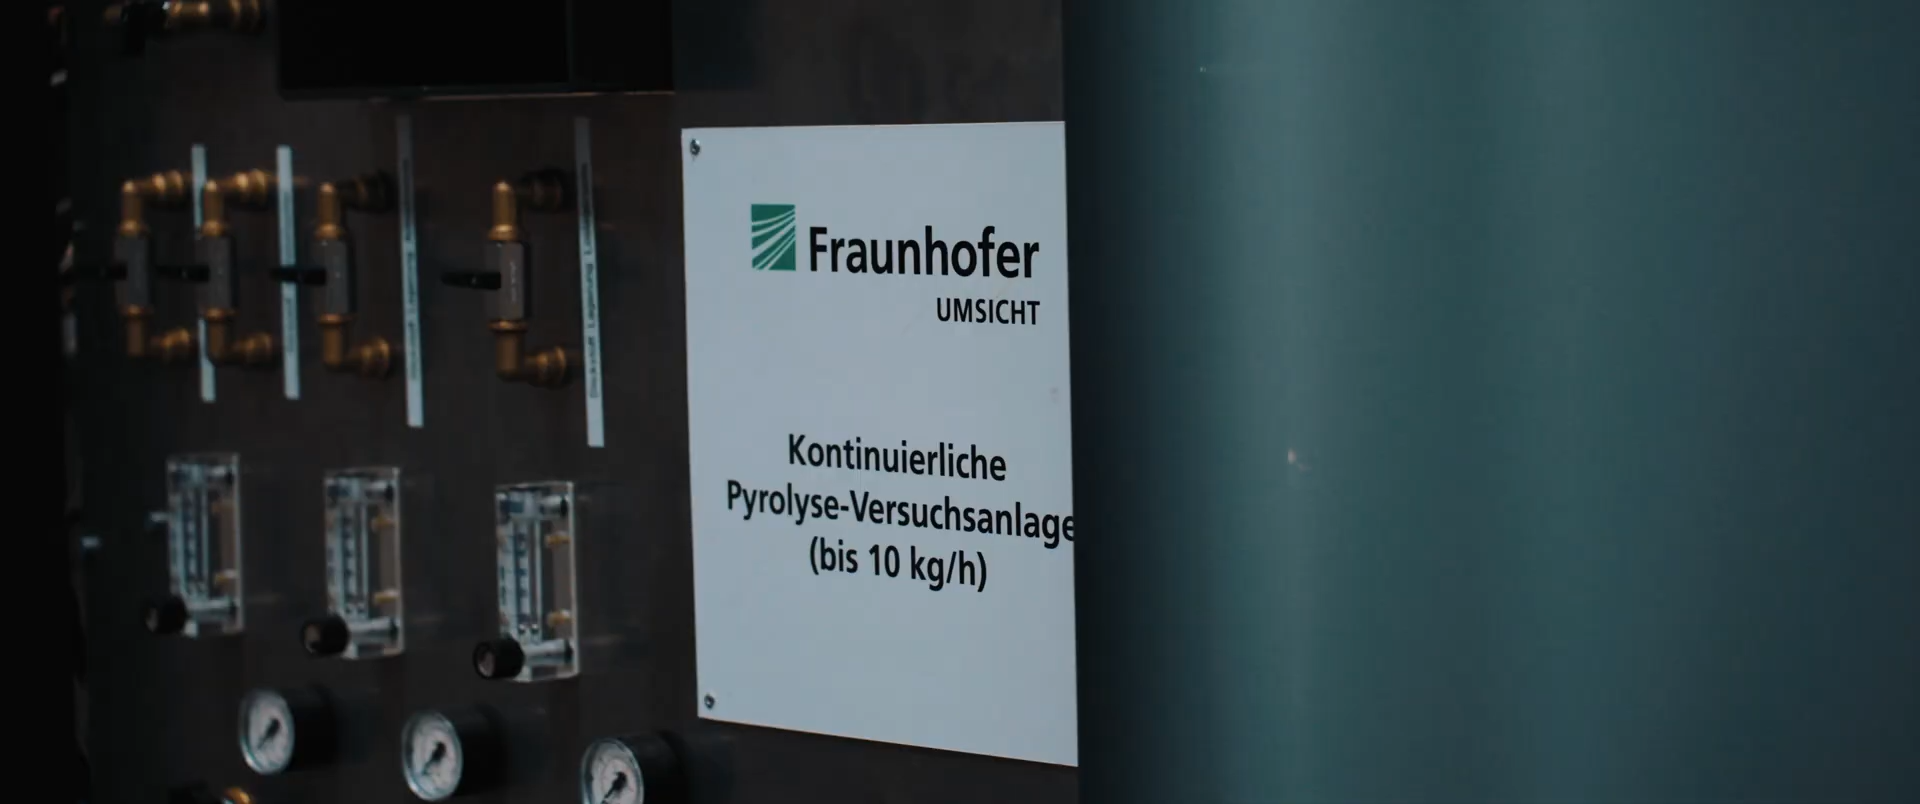 Fraunhofer
UMSICHT
Kontinuierliche
Pyrolyse-Versuchsanlage
(bis 10 kg/h)